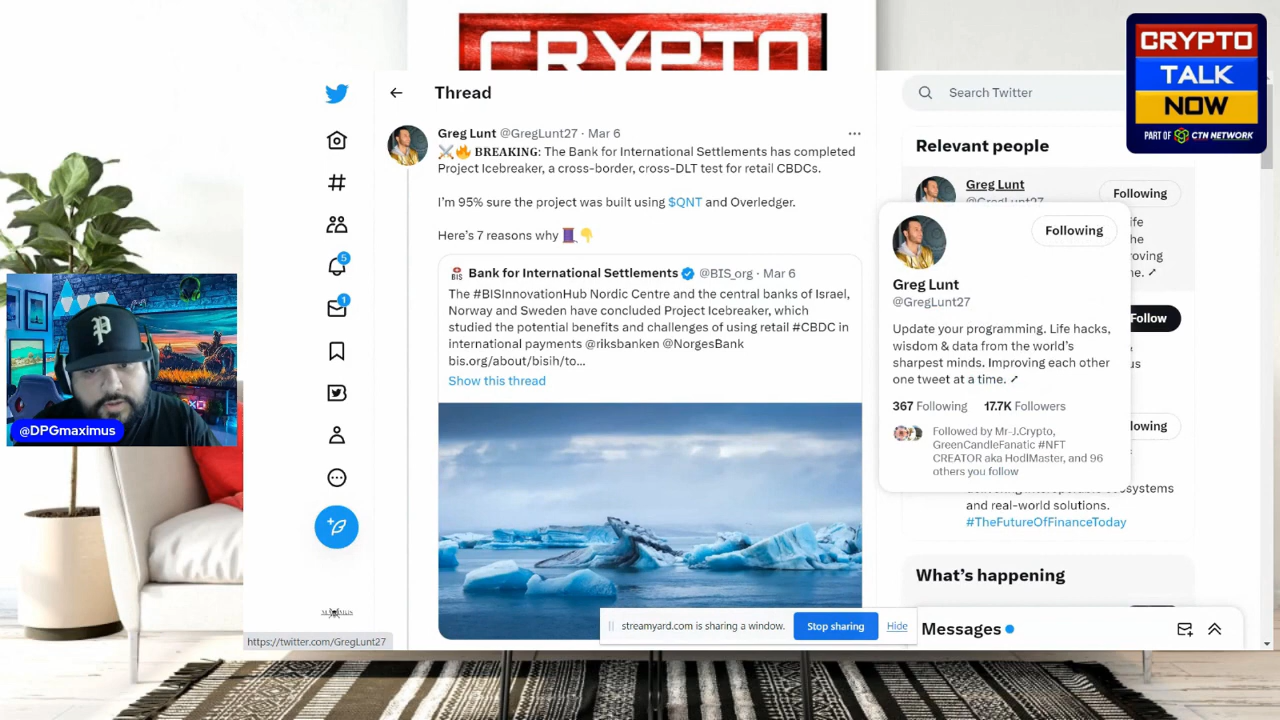 CRYPTO
CRYPTO
TALK
NOW
PART OF CTN NETWORK
Thread
Search Twitter
Greg Lunt @GregLunt27 · Mar 6
⚔️🔥 BREAKING: The Bank for International Settlements has completed
Project Icebreaker, a cross-border, cross-DLT test for retail CBDCs.
I'm 95% sure the project was built using $QNT and Overledger.
Here's 7 reasons why 🧵👇
BIS Bank for International Settlements @BIS_org · Mar 6
The #BISInnovationHub Nordic Centre and the central banks of Israel,
Norway and Sweden have concluded Project Icebreaker, which
studied the potential benefits and challenges of using retail #CBDC in
international payments @riksbanken @NorgesBank
bis.org/about/bisih/to...
Show this thread
5
1
P
@DPGmaximus
Relevant people
Greg Lunt
Following
@GregLunt27
Following
Greg Lunt
@GregLunt27
Update your programming. Life hacks,
wisdom & data from the world's
sharpest minds. Improving each other
one tweet at a time. ⤢
367 Following 17.7K Followers
Followed by Mr-J.Crypto,
GreenCandleFanatic #NFT
CREATOR aka HodlMaster, and 96
others you follow
Follow
and real-world solutions.
#TheFutureOfFinanceToday
What's happening
streamyard.com is sharing a window. Stop sharing Hide
Messages
https://twitter.com/GregLunt27